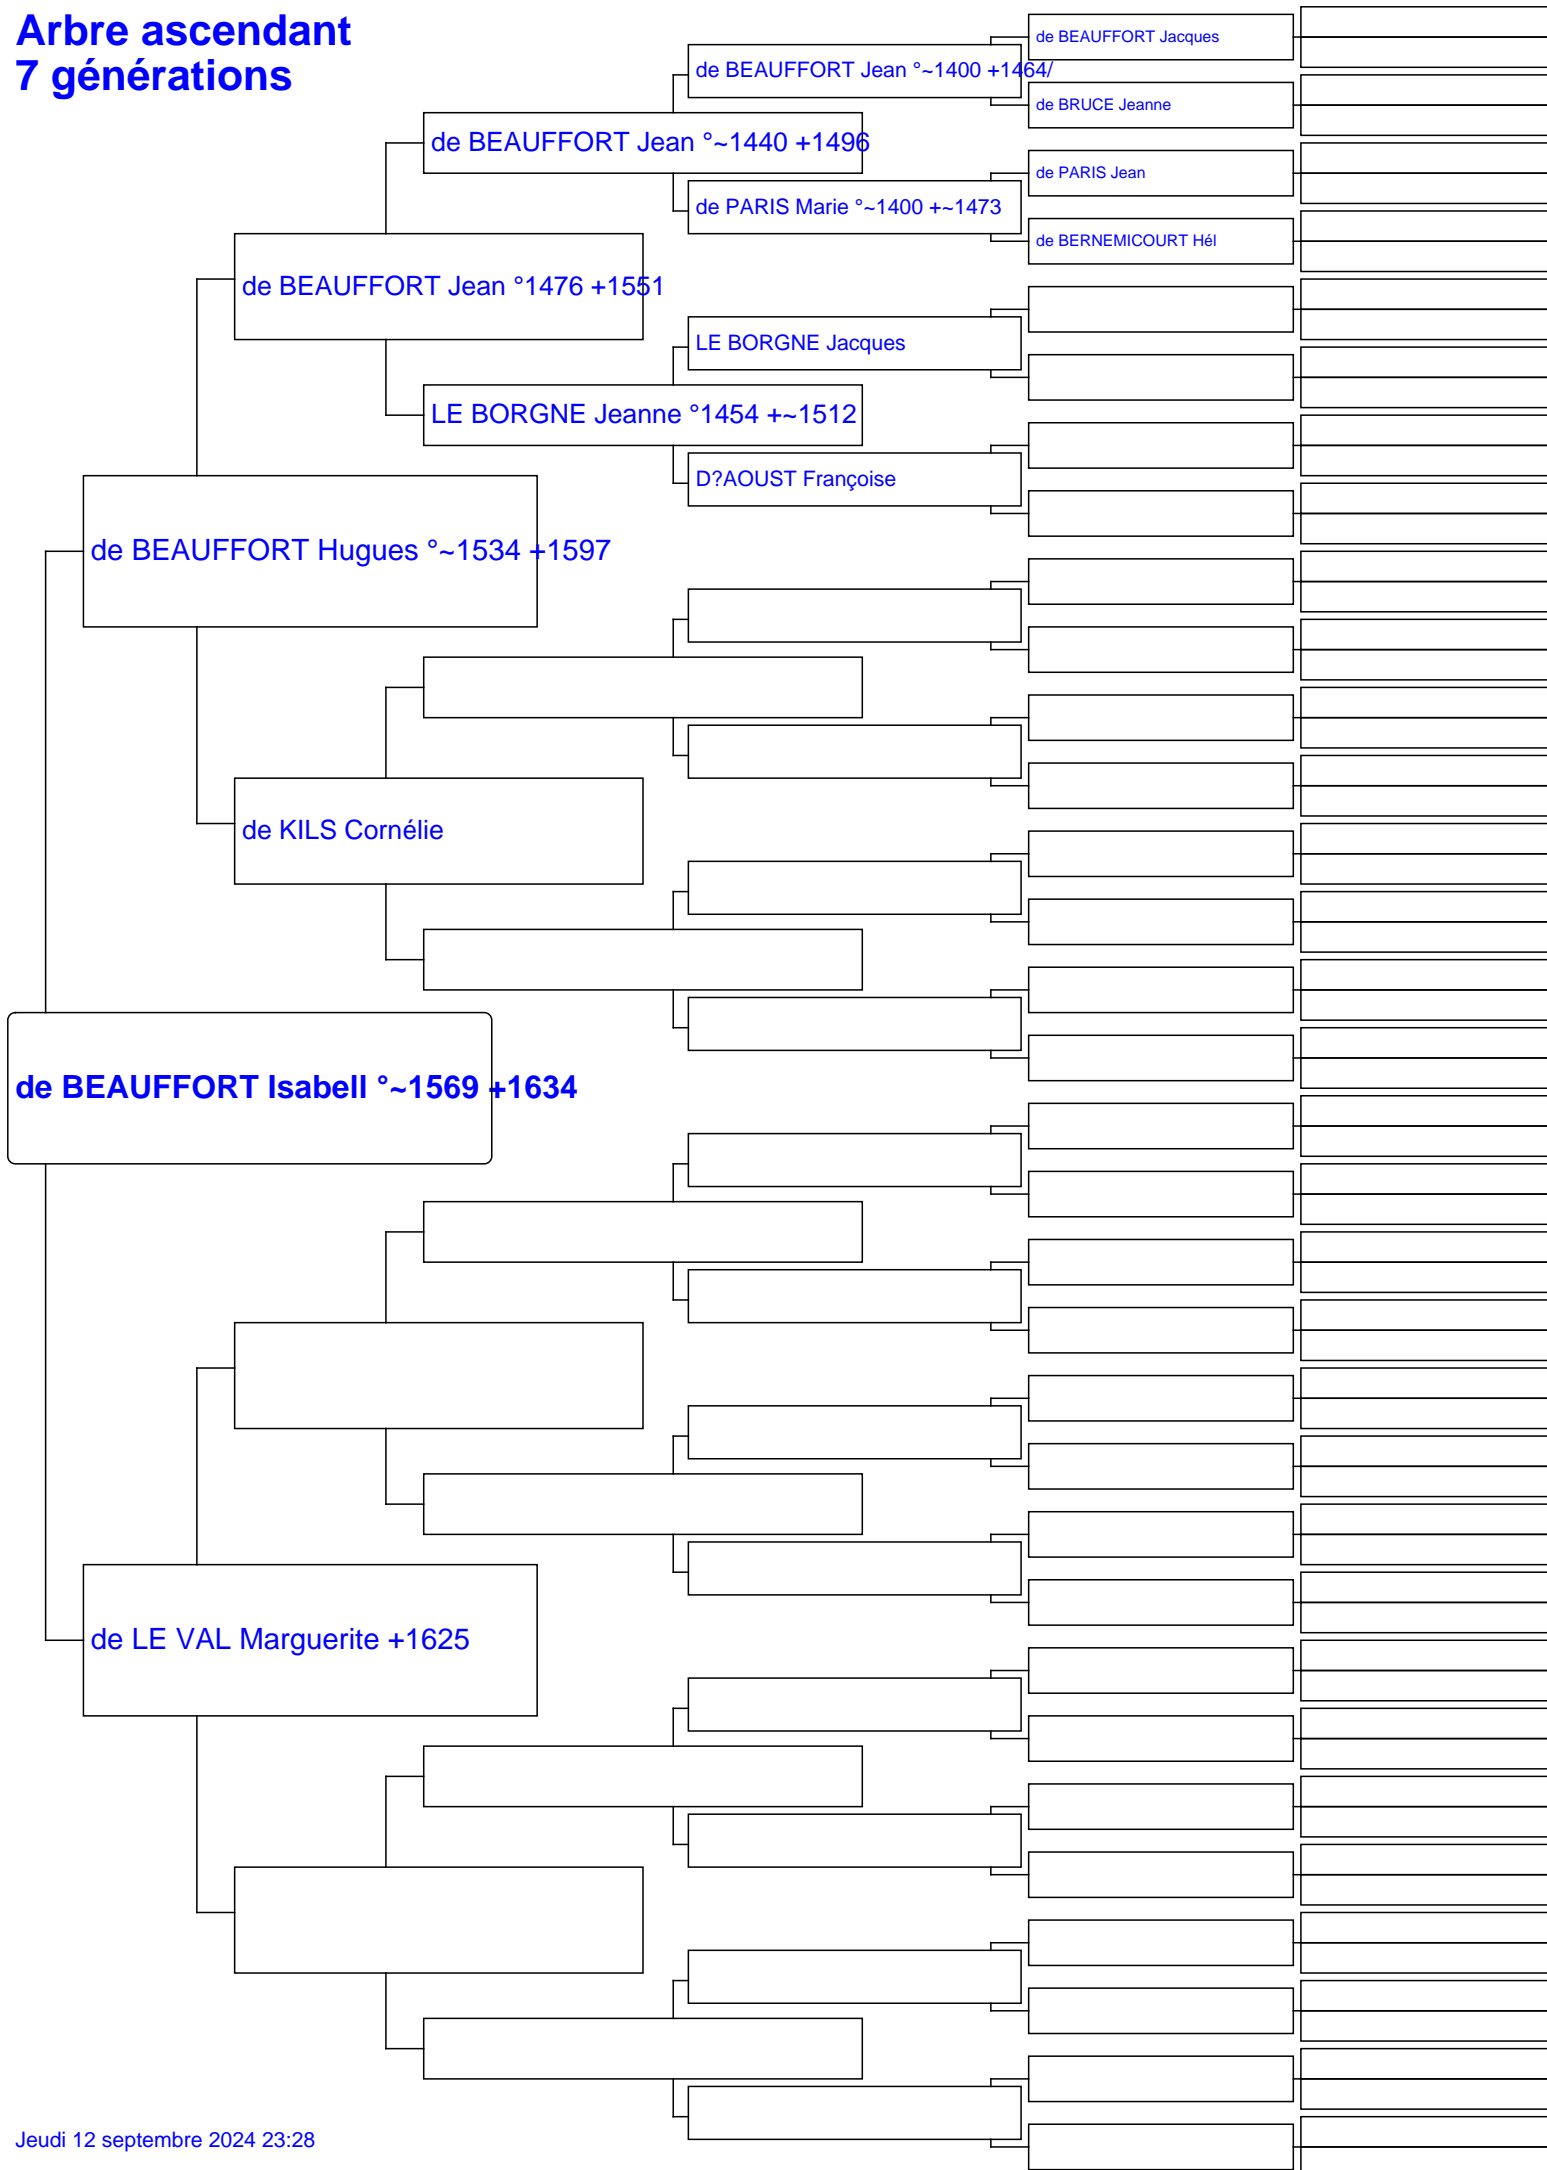 Arbre ascendant
7 générations
de BEAUFFORT Jacques
de BEAUFFORT Jean °~1400 +1464/
de BRUCE Jeanne
de BEAUFFORT Jean °~1440 +1496
de PARIS Jean
de PARIS Marie °~1400 +~1473
de BERNEMICOURT Hél
de BEAUFFORT Jean °1476 +1551
LE BORGNE Jacques
LE BORGNE Jeanne °1454 +~1512
D?AOUST Françoise
de BEAUFFORT Hugues °~1534 +1597
de KILS Cornélie
de BEAUFFORT Isabell °~1569 +1634
de LE VAL Marguerite +1625
Jeudi 12 septembre 2024 23:28